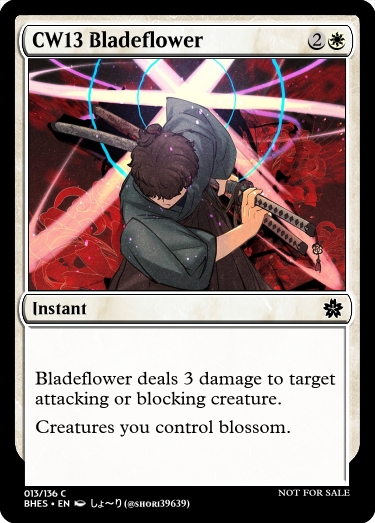 CW13 Bladeflower 2
Instant
Bladeflower deals 3 damage to target
attacking or blocking creature.
Creatures you control blossom.
013/136 C
NOT FOR SALE
BHES • EN しょ〜り (@SHORI39639)